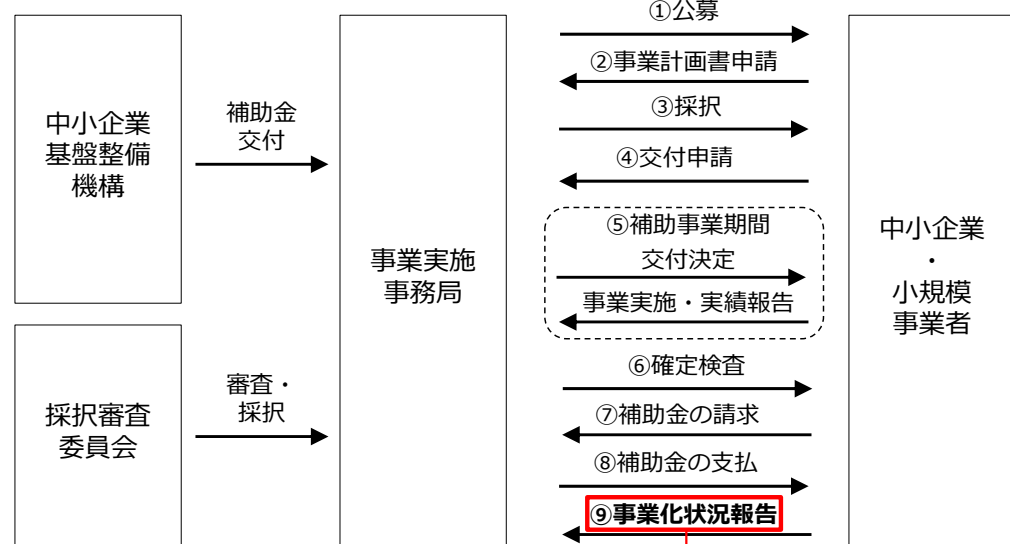 中小企業
基盤整備
機構
補助金
交付
採択審査
委員会
審査・
採択
事業実施
事務局
①公募
②事業計画書申請
③採択
④交付申請
⑤補助事業期間
交付決定
事業実施・実績報告
⑥確定検査
⑦補助金の請求
⑧補助金の支払
⑨事業化状況報告
中小企業
・
小規模
事業者